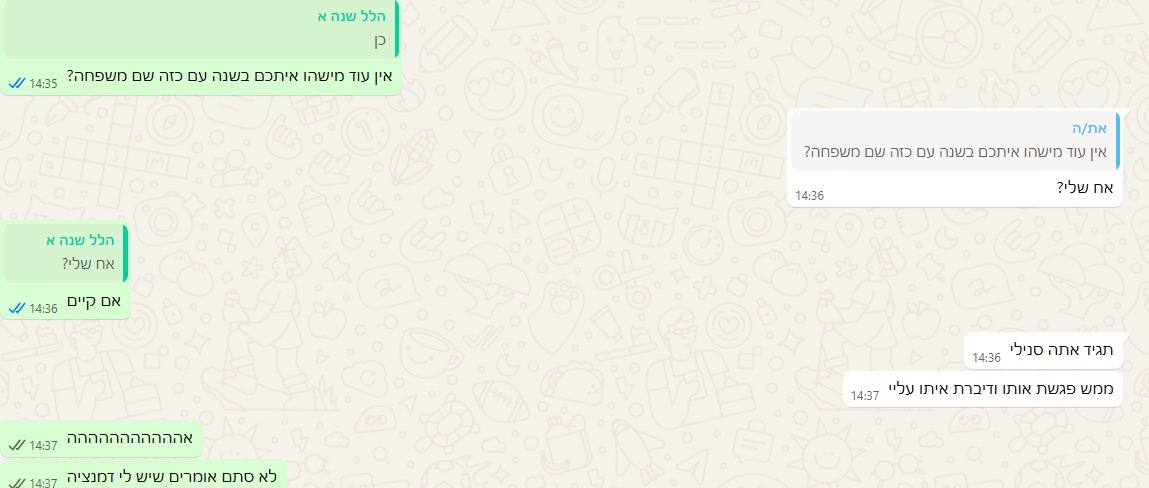 הלל שנה א
כן
אין עוד מישהו איתכם בשנה עם כזה שם משפחה?
14:35
את/ה
אין עוד מישהו איתכם בשנה עם כזה שם משפחה?
אח שלי?
14:36
הלל שנה א
אח שלי?
אם קיים
14:36
תגיד אתה סנילי
14:36
ממש פגשת אותו ודיברת איתו עליי
14:37
אההההההההההה
14:37
לא סתם אומרים שיש לי דמנציה
14:37